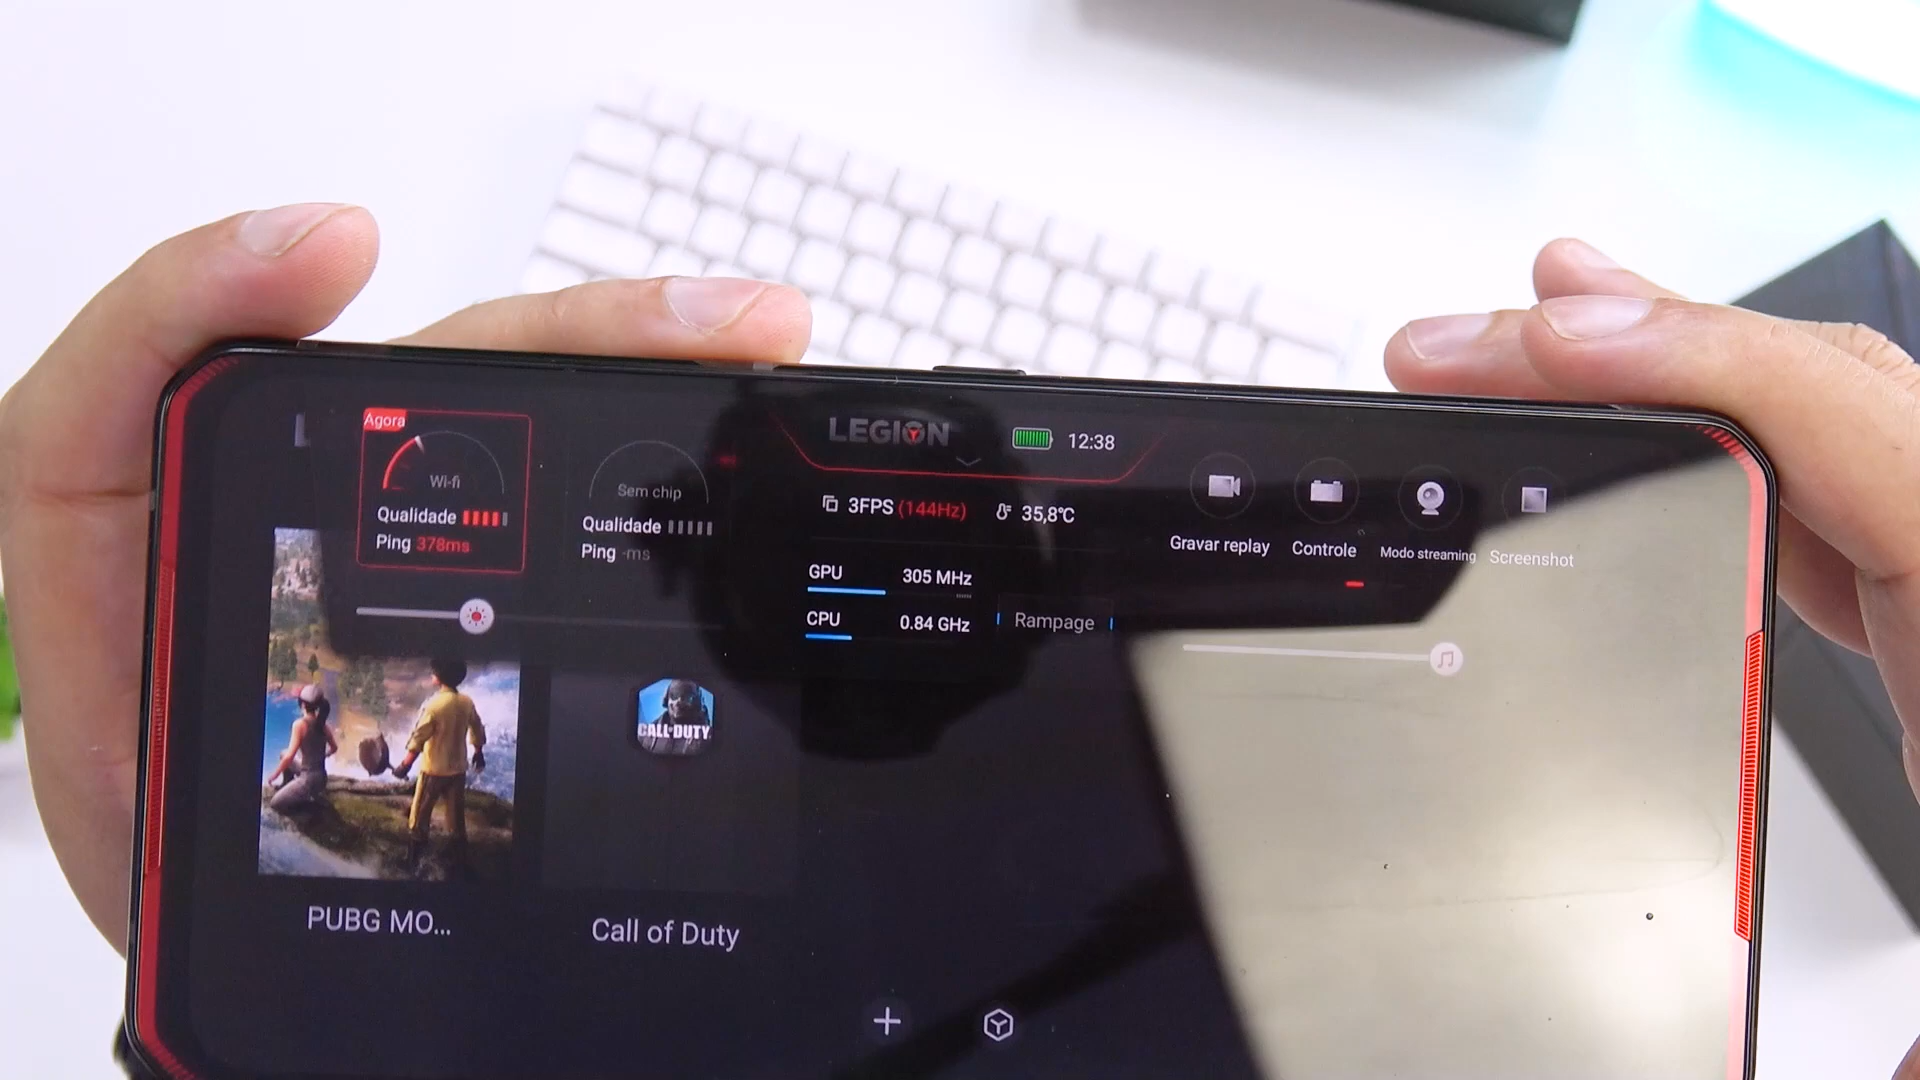 Agora
Wi-fi
Qualidade
Ping 378ms
Sem chip
Qualidade
Ping -ms
LEGION
12:38
3FPS (144Hz)
35,8°C
GPU 305 MHz
CPU 0.84 GHz
Rampage
Gravar replay
Controle
Modo streaming
Screenshot
CALL OF DUTY
PUBG MO...
Call of Duty